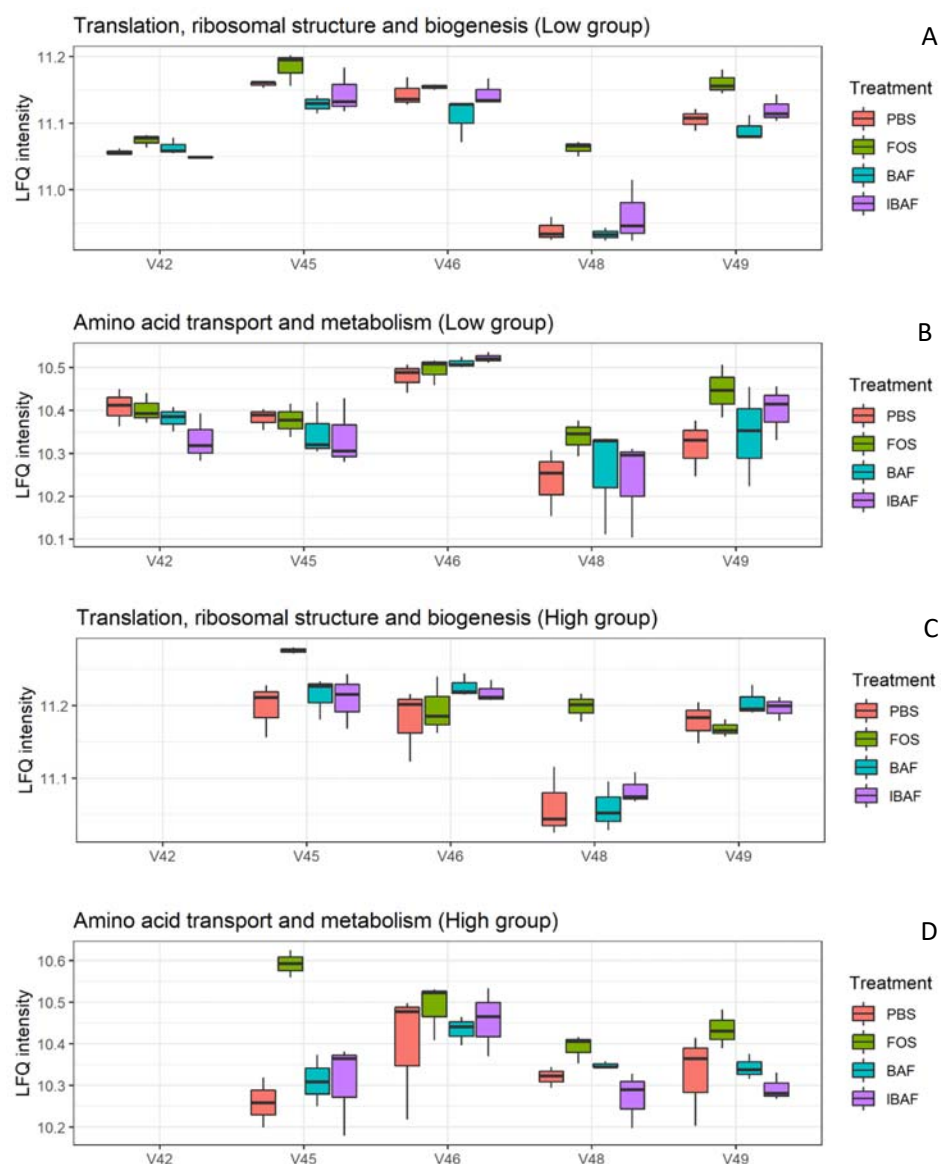 Translation, ribosomal structure and biogenesis (Low group)
A
LFQ intensity
11.2
11.1
11.0
V42 V45 V46 V48 V49
Treatment
PBS
FOS
BAF
IBAF
Amino acid transport and metabolism (Low group)
B
LFQ intensity
10.5
10.4
10.3
10.2
10.1
V42 V45 V46 V48 V49
Treatment
PBS
FOS
BAF
IBAF
Translation, ribosomal structure and biogenesis (High group)
C
LFQ intensity
11.2
11.1
V42 V45 V46 V48 V49
Treatment
PBS
FOS
BAF
IBAF
Amino acid transport and metabolism (High group)
D
LFQ intensity
10.6
10.5
10.4
10.3
10.2
V42 V45 V46 V48 V49
Treatment
PBS
FOS
BAF
IBAF